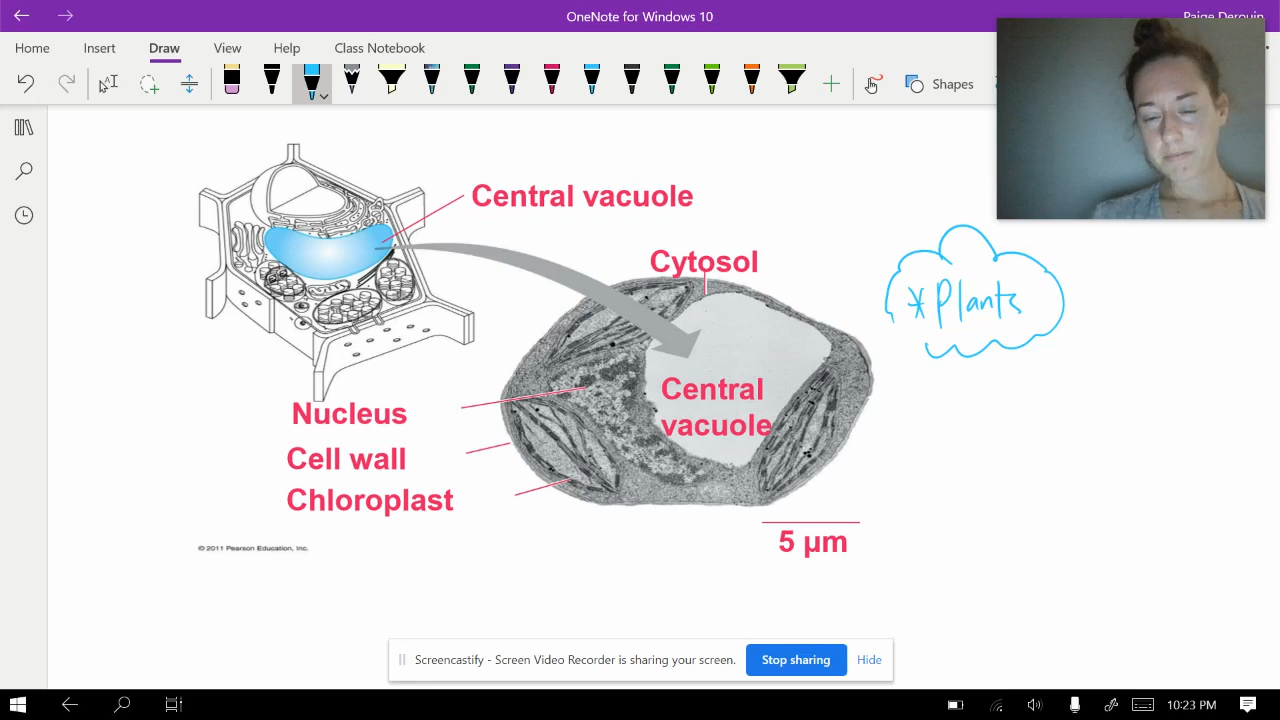 OneNote for Windows 10
Paige Derouin
Home Insert Draw View Help Class Notebook
Shapes
Central vacuole
Cytosol
*Plants
Central
vacuole
Nucleus
Cell wall
Chloroplast
5 µm
© 2011 Pearson Education, Inc.
Screencastify - Screen Video Recorder is sharing your screen. Stop sharing Hide
10:23 PM